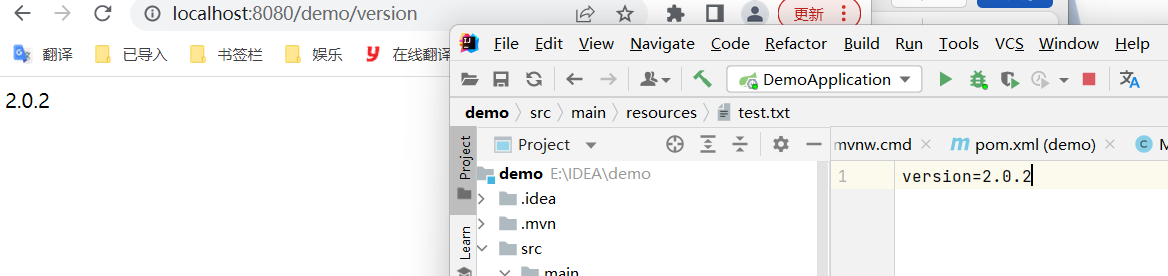 localhost:8080/demo/version
更新
翻译 已导入 书签栏 娱乐 y 在线翻译
2.0.2
File Edit View Navigate Code Refactor Build Run Tools VCS Window Help
DemoApplication
demo src main resources test.txt
Project
Project
mvnw.cmd
m pom.xml (demo)
C
demo E:\IDEA\demo
1 version=2.0.2
.idea
.mvn
Learn
src
main